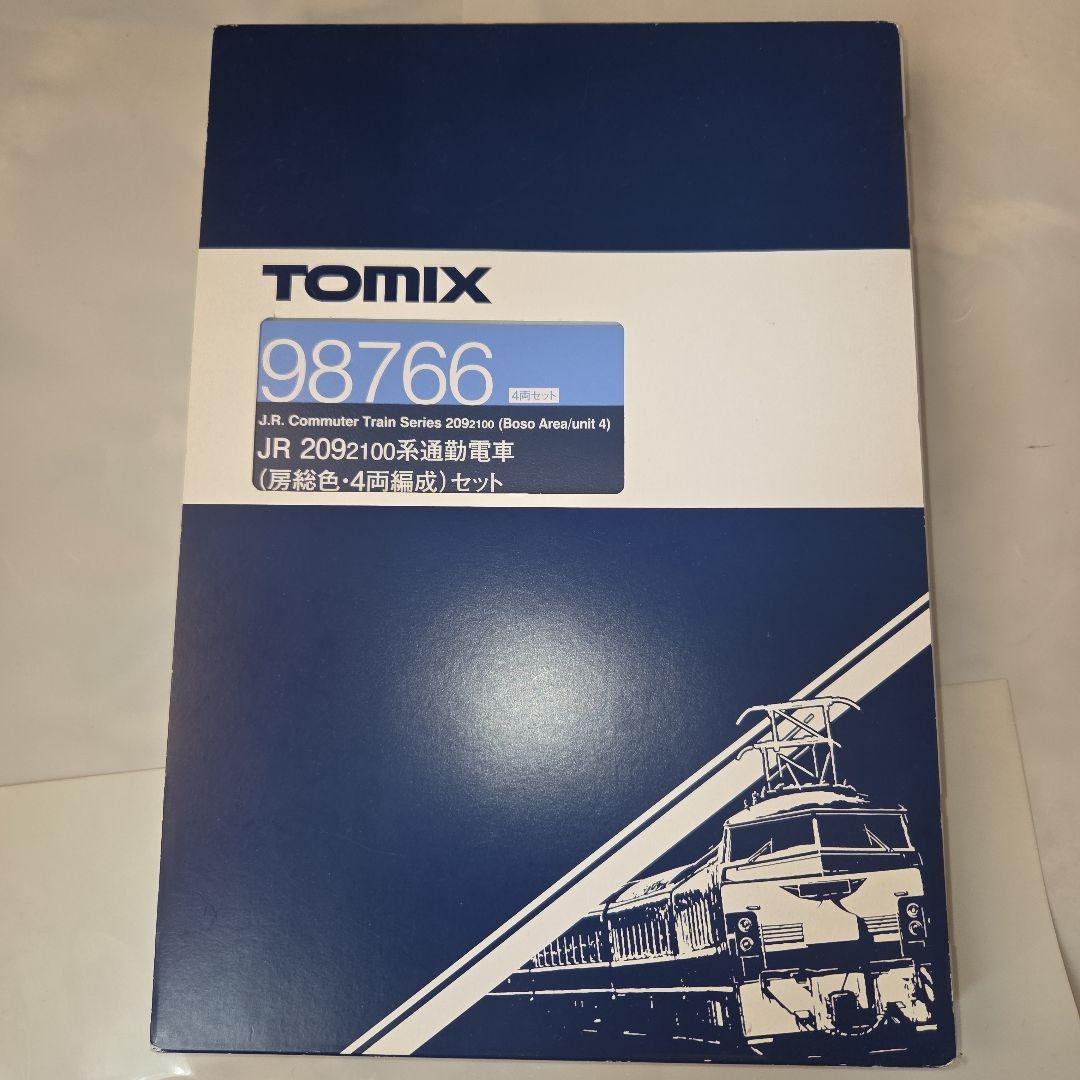 TOMIX
98766 4両セット
J.R. Commuter Train Series 2092100 (Boso Area/unit 4)
JR 2092100系通勤電車
(房総色・4両編成)セット